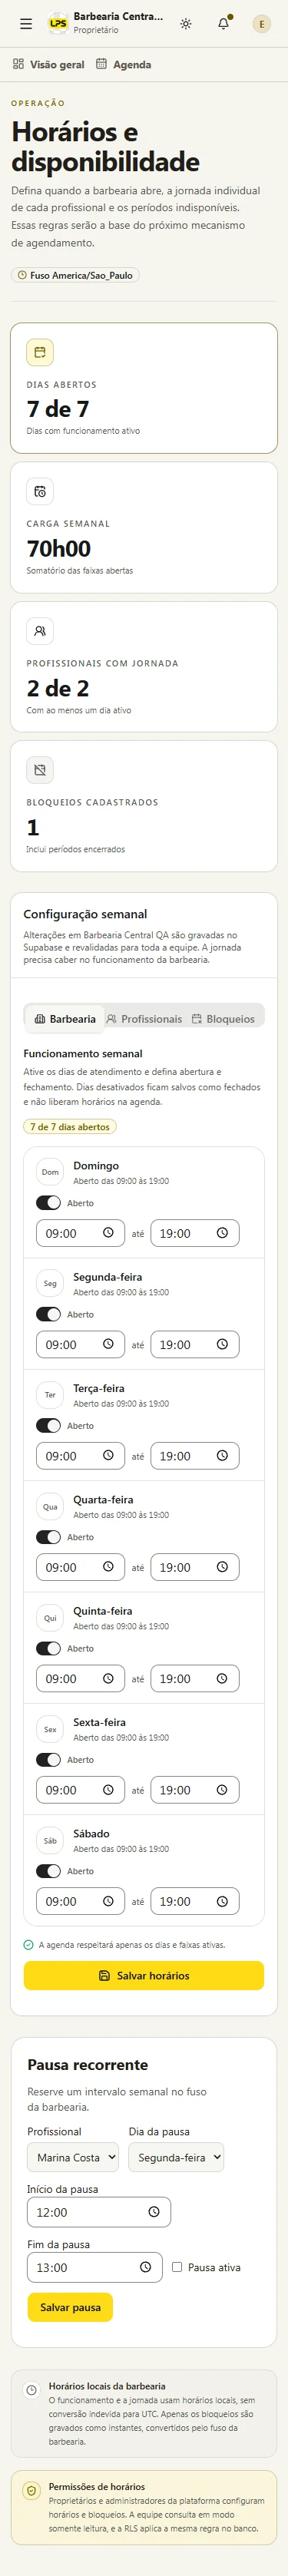 LPS
Barbearia Centra...
Proprietário
E
Visão geral
Agenda
OPERAÇÃO
Horários e
disponibilidade
Defina quando a barbearia abre, a jornada individual
de cada profissional e os períodos indisponíveis.
Essas regras serão a base do próximo mecanismo
de agendamento.
Fuso America/Sao_Paulo
DIAS ABERTOS
7 de 7
Dias com funcionamento ativo
CARGA SEMANAL
70h00
Somatório das faixas abertas
PROFISSIONAIS COM JORNADA
2 de 2
Com ao menos um dia ativo
BLOQUEIOS CADASTRADOS
1
Inclui períodos encerrados
Configuração semanal
Alterações em Barbearia Central QA são gravadas no
Supabase e revalidadas para toda a equipe. A jornada
precisa caber no funcionamento da barbearia.
Barbearia
Profissionais
Bloqueios
Funcionamento semanal
Ative os dias de atendimento e defina abertura e
fechamento. Dias desativados ficam salvos como fechados
e não liberam horários na agenda.
7 de 7 dias abertos
Dom
Domingo
Aberto das 09:00 às 19:00
Aberto
09:00 até 19:00
Seg
Segunda-feira
Aberto das 09:00 às 19:00
Aberto
09:00 até 19:00
Ter
Terça-feira
Aberto das 09:00 às 19:00
Aberto
09:00 até 19:00
Qua
Quarta-feira
Aberto das 09:00 às 19:00
Aberto
09:00 até 19:00
Qui
Quinta-feira
Aberto das 09:00 às 19:00
Aberto
09:00 até 19:00
Sex
Sexta-feira
Aberto das 09:00 às 19:00
Aberto
09:00 até 19:00
Sáb
Sábado
Aberto das 09:00 às 19:00
Aberto
09:00 até 19:00
A agenda respeitará apenas os dias e faixas ativas.
Salvar horários
Pausa recorrente
Reserve um intervalo semanal no fuso
da barbearia.
Profissional
Dia da pausa
Marina Costa
Segunda-feira
Início da pausa
12:00
Fim da pausa
13:00
Pausa ativa
Salvar pausa
Horários locais da barbearia
O funcionamento e a jornada usam horários locais, sem
conversão indevida para UTC. Apenas os bloqueios são
gravados como instantes, convertidos pelo fuso da
barbearia.
Permissões de horários
Proprietários e administradores da plataforma configuram
horários e bloqueios. A equipe consulta em modo
somente leitura, e a RLS aplica a mesma regra no banco.